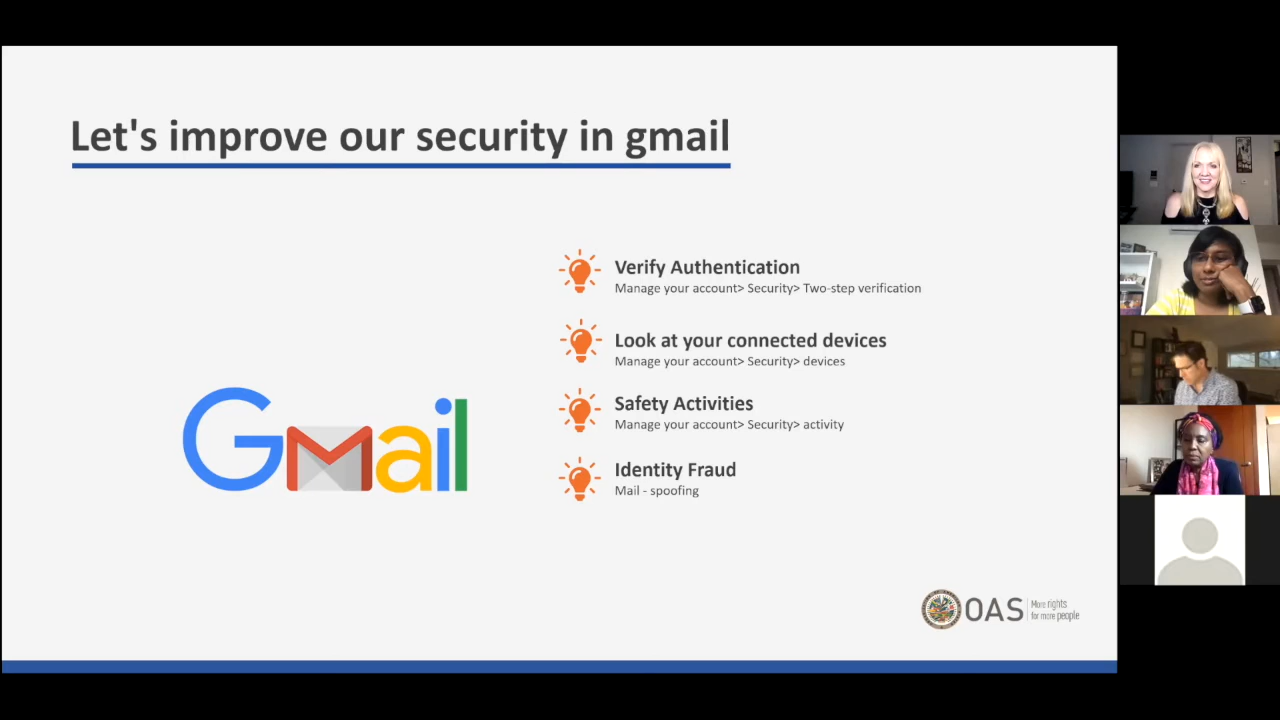 Let's improve our security in gmail
Verify Authentication
Manage your account> Security> Two-step verification
Look at your connected devices
Manage your account> Security> devices
Safety Activities
Manage your account> Security> activity
Identity Fraud
Mail - spoofing
Gmail
OAS
More rights
for more people